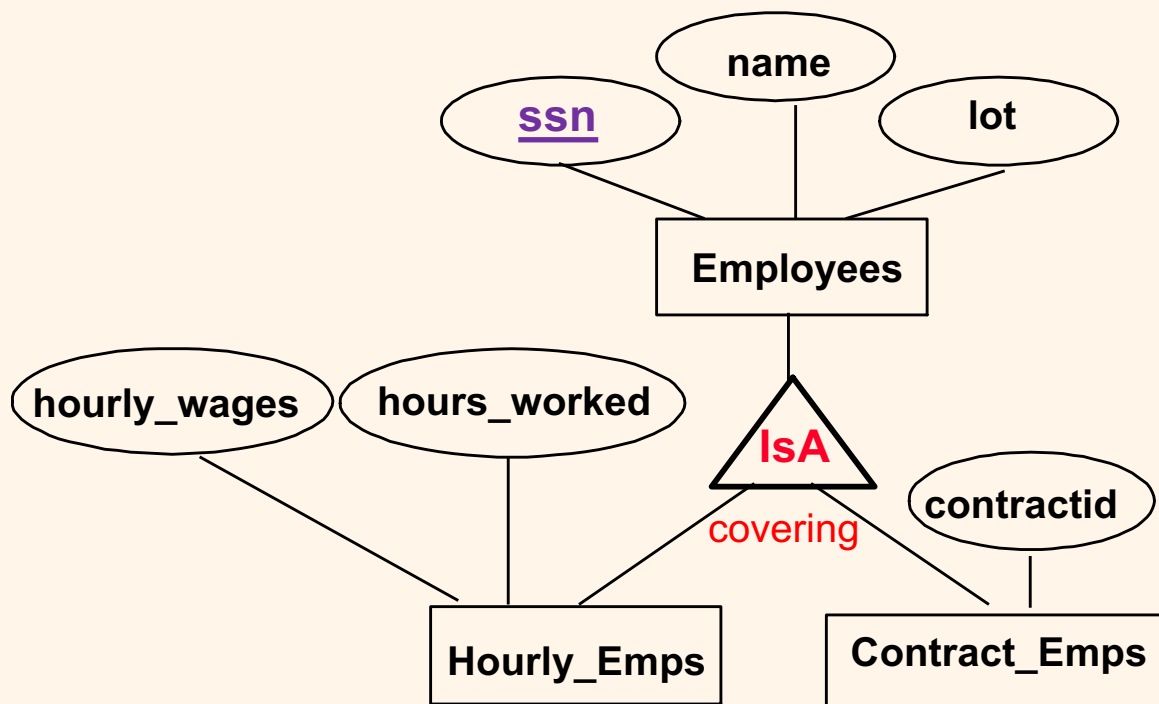 name
ssn
lot
Employees
hourly_wages
hours_worked
IsA
contractid
covering
Hourly_Emps
Contract_Emps